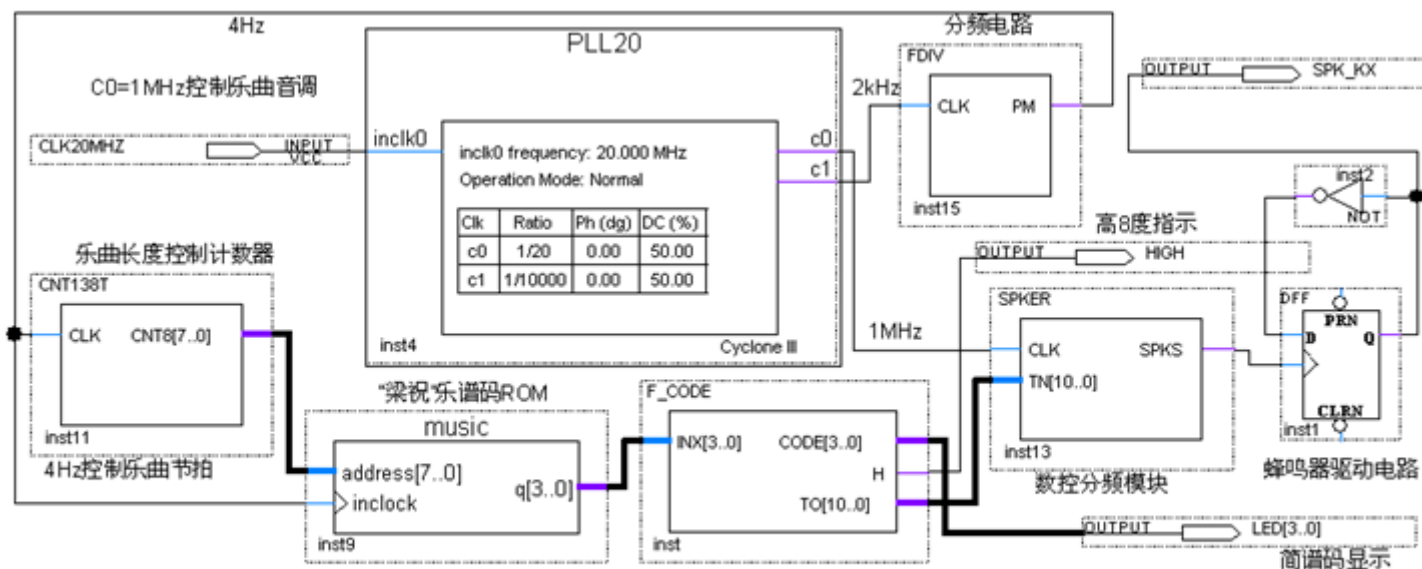 4Hz
PLL20
分频电路
FDIV
2kHz
CLK
PM
inst15
OUTPUT
SPK_KX
C0=1MHz控制乐曲音调
CLK20MHZ
INPUT
VCC
inclk0
inclk0 frequency: 20.000 MHz
Operation Mode: Normal
Clk Ratio Ph (dg) DC (%)
c0 1/20 0.00 50.00
c1 1/10000 0.00 50.00
c0
c1
inst4
Cyclone III
inst2
NOT
高8度指示
OUTPUT
HIGH
乐曲长度控制计数器
CNT138T
CLK
CNT8[7..0]
inst11
4Hz控制乐曲节拍
1MHz
SPKER
CLK
SPKS
TN[10..0]
inst13
数控分频模块
DFF
PRN
D
Q
CLRN
inst1
蜂鸣器驱动电路
"梁祝"乐谱码ROM
music
address[7..0]
q[3..0]
inclock
inst9
F_CODE
INX[3..0]
CODE[3..0]
H
TO[10..0]
inst
OUTPUT
LED[3..0]
简谱码显示